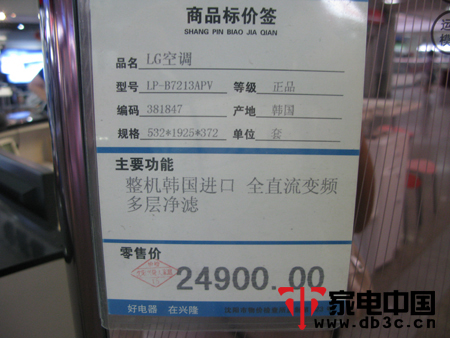 商品标价签
SHANG PIN BIAO JIA QIAN
品名 LG空调
型号 LP-B7213APV 等级 正品
编码 381847 产地 韩国
规格 532*1925*372 单位 套
主要功能
整机韩国进口 全直流变频
多层净滤
零售价
24900.00
好电器 在兴隆
家电中国
www.db3c.cn